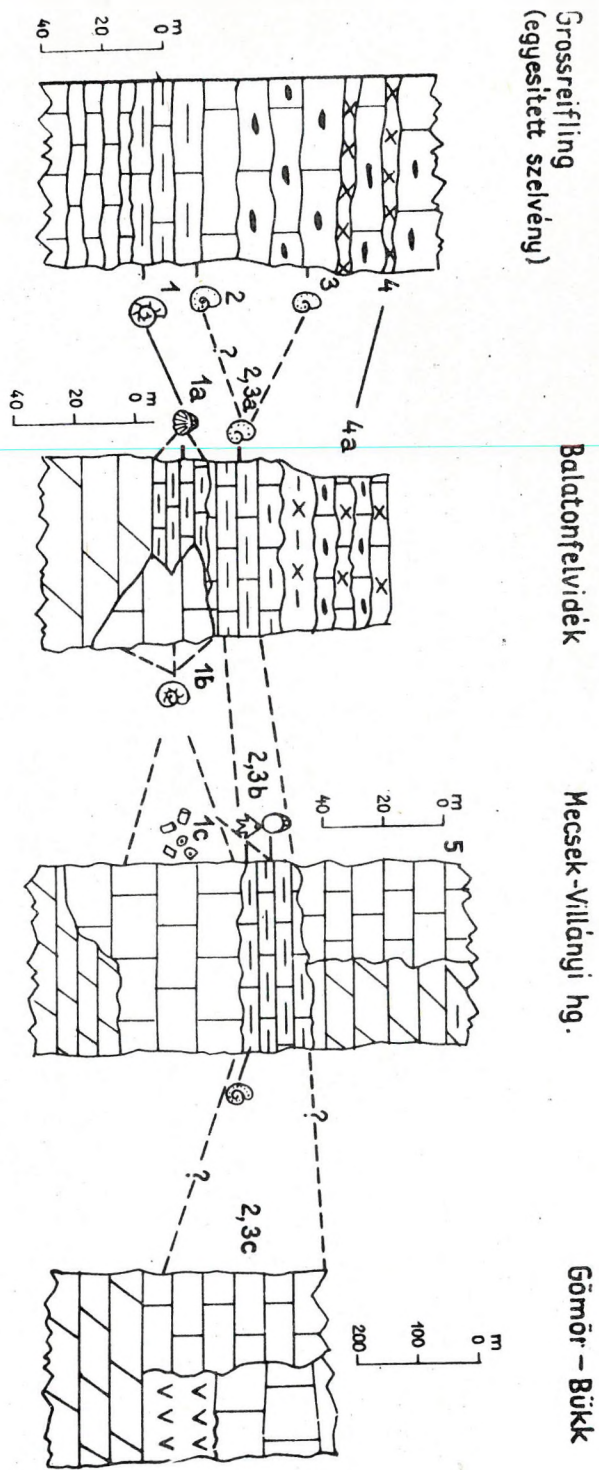 Grossreifling
(egyesített szelvény)
Balatonfelvidék
Mecsek-Villányi hg.
Gömör – Bükk
m
0
20
40
4
3
2
1
?
2,3a
1a
4a
m
0
20
40
1b
2,3b
1c
m
0
20
40
5
?
?
2,3c
m
0
100
200